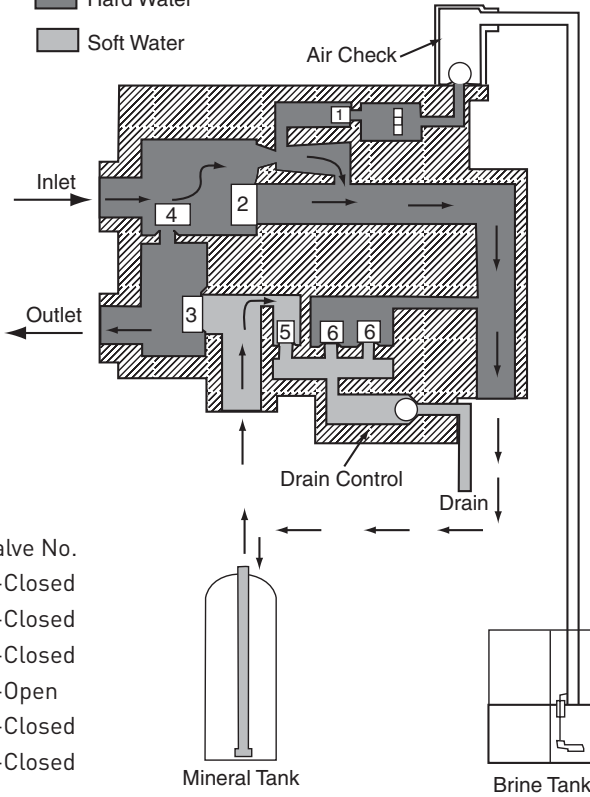 Hard Water
Soft Water
Air Check
1
Inlet
4
2
Outlet
3
5
6
6
Drain Control
Drain
Valve No.
-Closed
-Closed
-Closed
-Open
-Closed
-Closed
Mineral Tank
Brine Tank